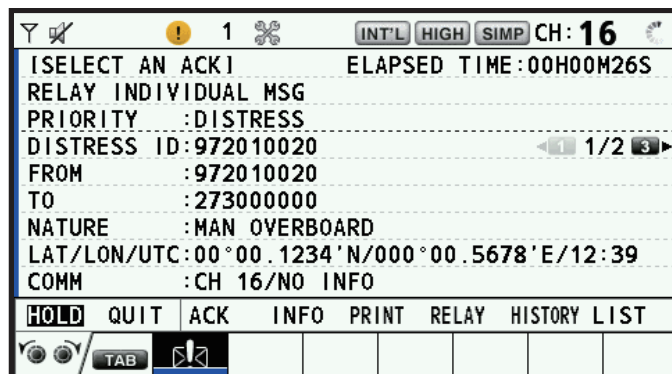 1 INT'L HIGH SIMP CH: 16
[SELECT AN ACK] ELAPSED TIME:00H00M26S
RELAY INDIVIDUAL MSG
PRIORITY :DISTRESS
DISTRESS ID:972010020 1 1/2 3
FROM :972010020
TO :273000000
NATURE :MAN OVERBOARD
LAT/LON/UTC:00°00.1234'N/000°00.5678'E/12:39
COMM :CH 16/NO INFO
HOLD QUIT ACK INFO PRINT RELAY HISTORY LIST
TAB